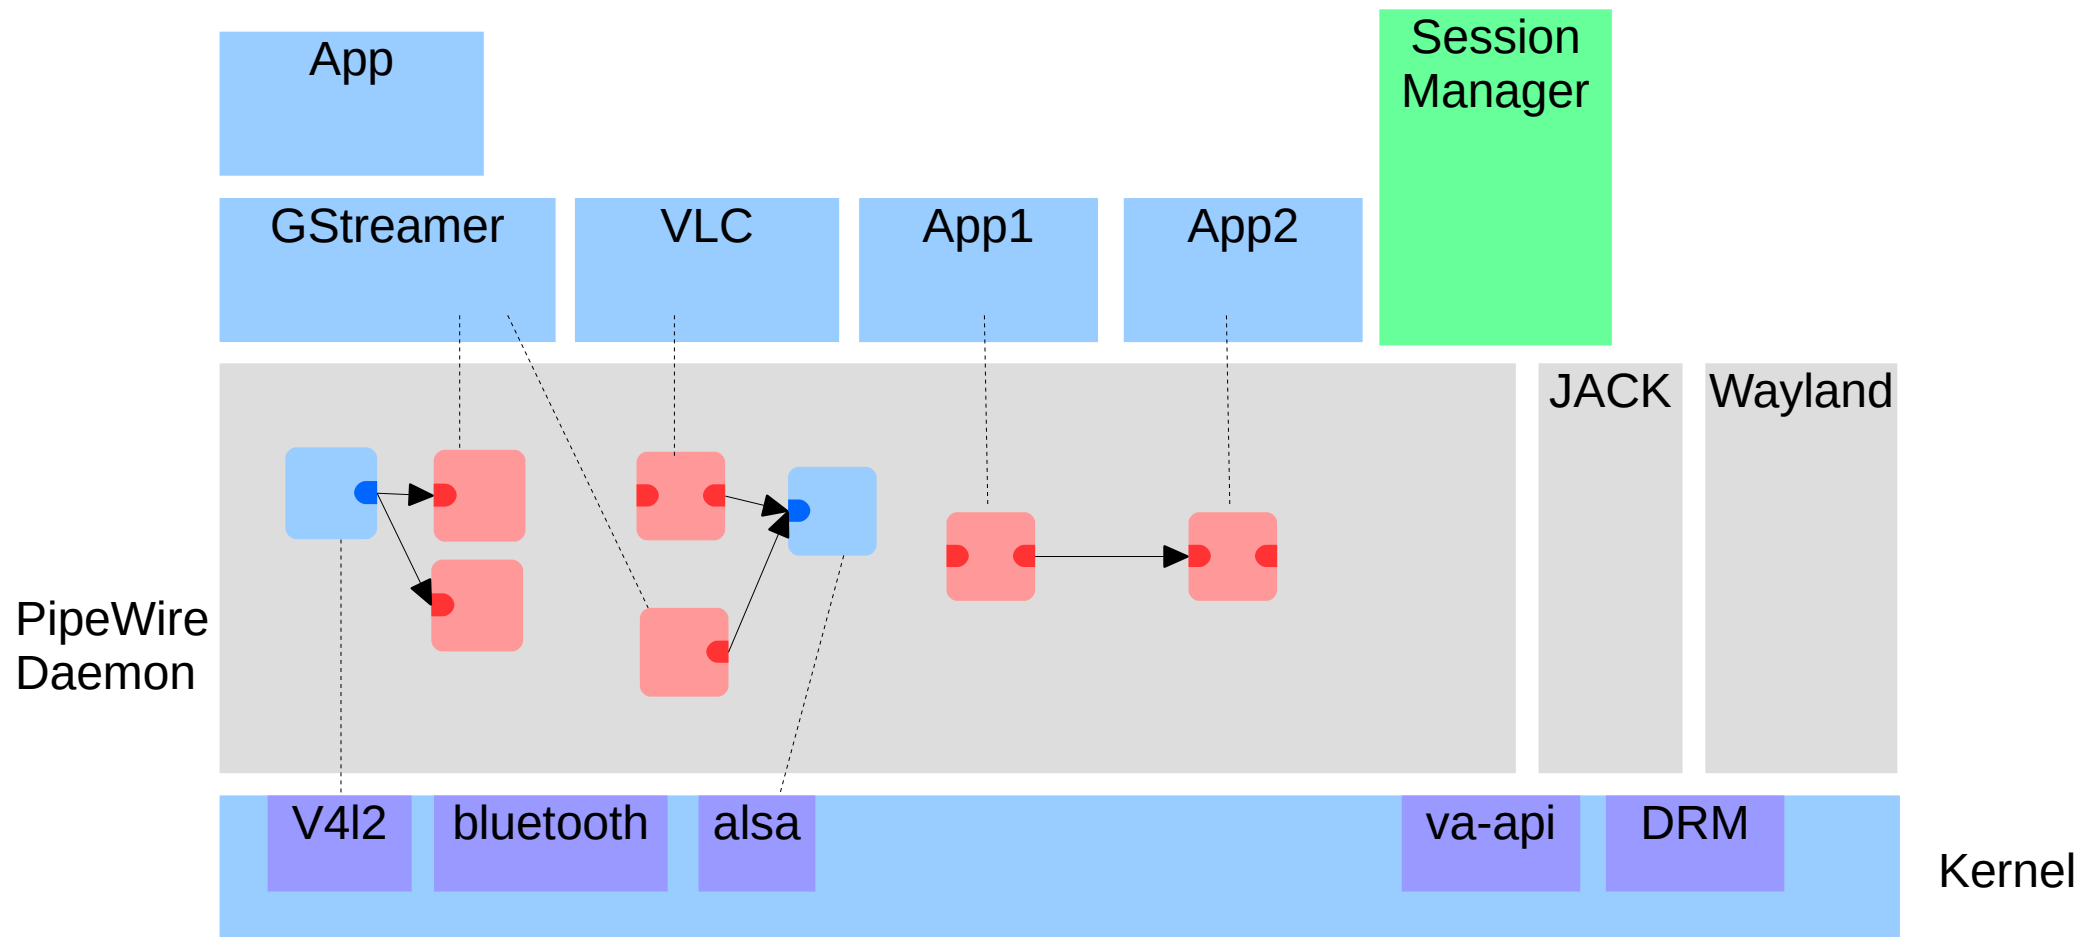 App
Session
Manager
GStreamer
VLC
App1
App2
JACK
Wayland
PipeWire
Daemon
V4l2
bluetooth
alsa
va-api
DRM
Kernel